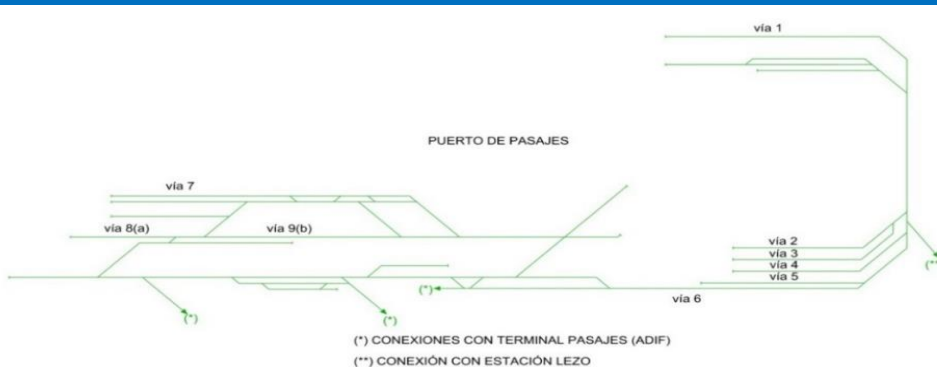 vía 1
PUERTO DE PASAJES
vía 7
vía 8(a)
vía 9(b)
vía 2
vía 3
vía 4
vía 5
(**
(*)
vía 6
(*)
(*)
(*) CONEXIONES CON TERMINAL PASAJES (ADIF)
(**) CONEXIÓN CON ESTACIÓN LEZO